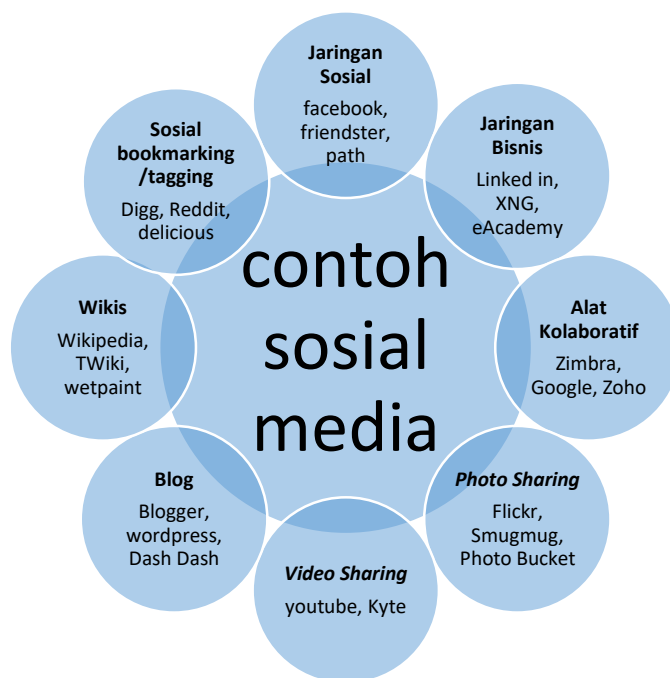 Jaringan
Sosial
facebook,
friendster,
path
Jaringan
Bisnis
Linked in,
XNG,
eAcademy
Alat
Kolaboratif
Zimbra,
Google, Zoho
Photo Sharing
Flickr,
Smugmug,
Photo Bucket
Video Sharing
youtube, Kyte
Blog
Blogger,
wordpress,
Dash Dash
Wikis
Wikipedia,
TWiki,
wetpaint
Sosial
bookmarking
/tagging
Digg, Reddit,
delicious
contoh
sosial
media